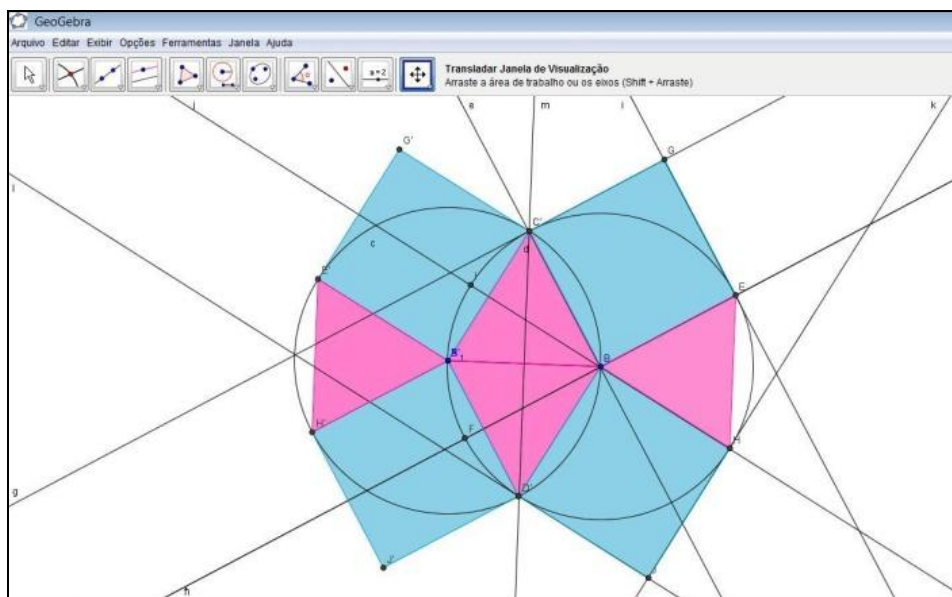 GeoGebra
Arquivo Editar Exibir Opções Ferramentas Janela Ajuda
a=2
Transladar Janela de Visualização
Arraste a área de trabalho ou os eixos (Shift + Arraste)
j e m i k
G' G
l
C'
c d
E' I E
B
F
H' H
D'
g
J' J
h